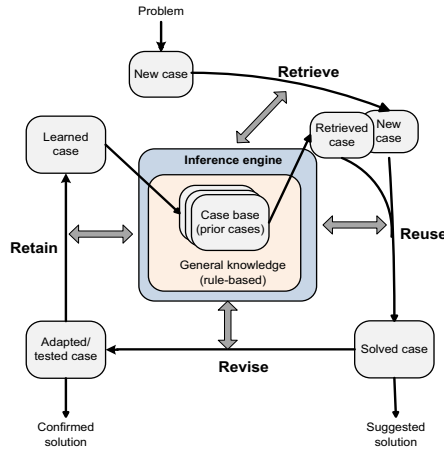 Problem
New case
Retrieve
Learned
case
Retrieved
case
New
case
Inference engine
Case base
(prior cases)
General knowledge
(rule-based)
Retain
Reuse
Adapted/
tested case
Revise
Solved case
Confirmed
solution
Suggested
solution